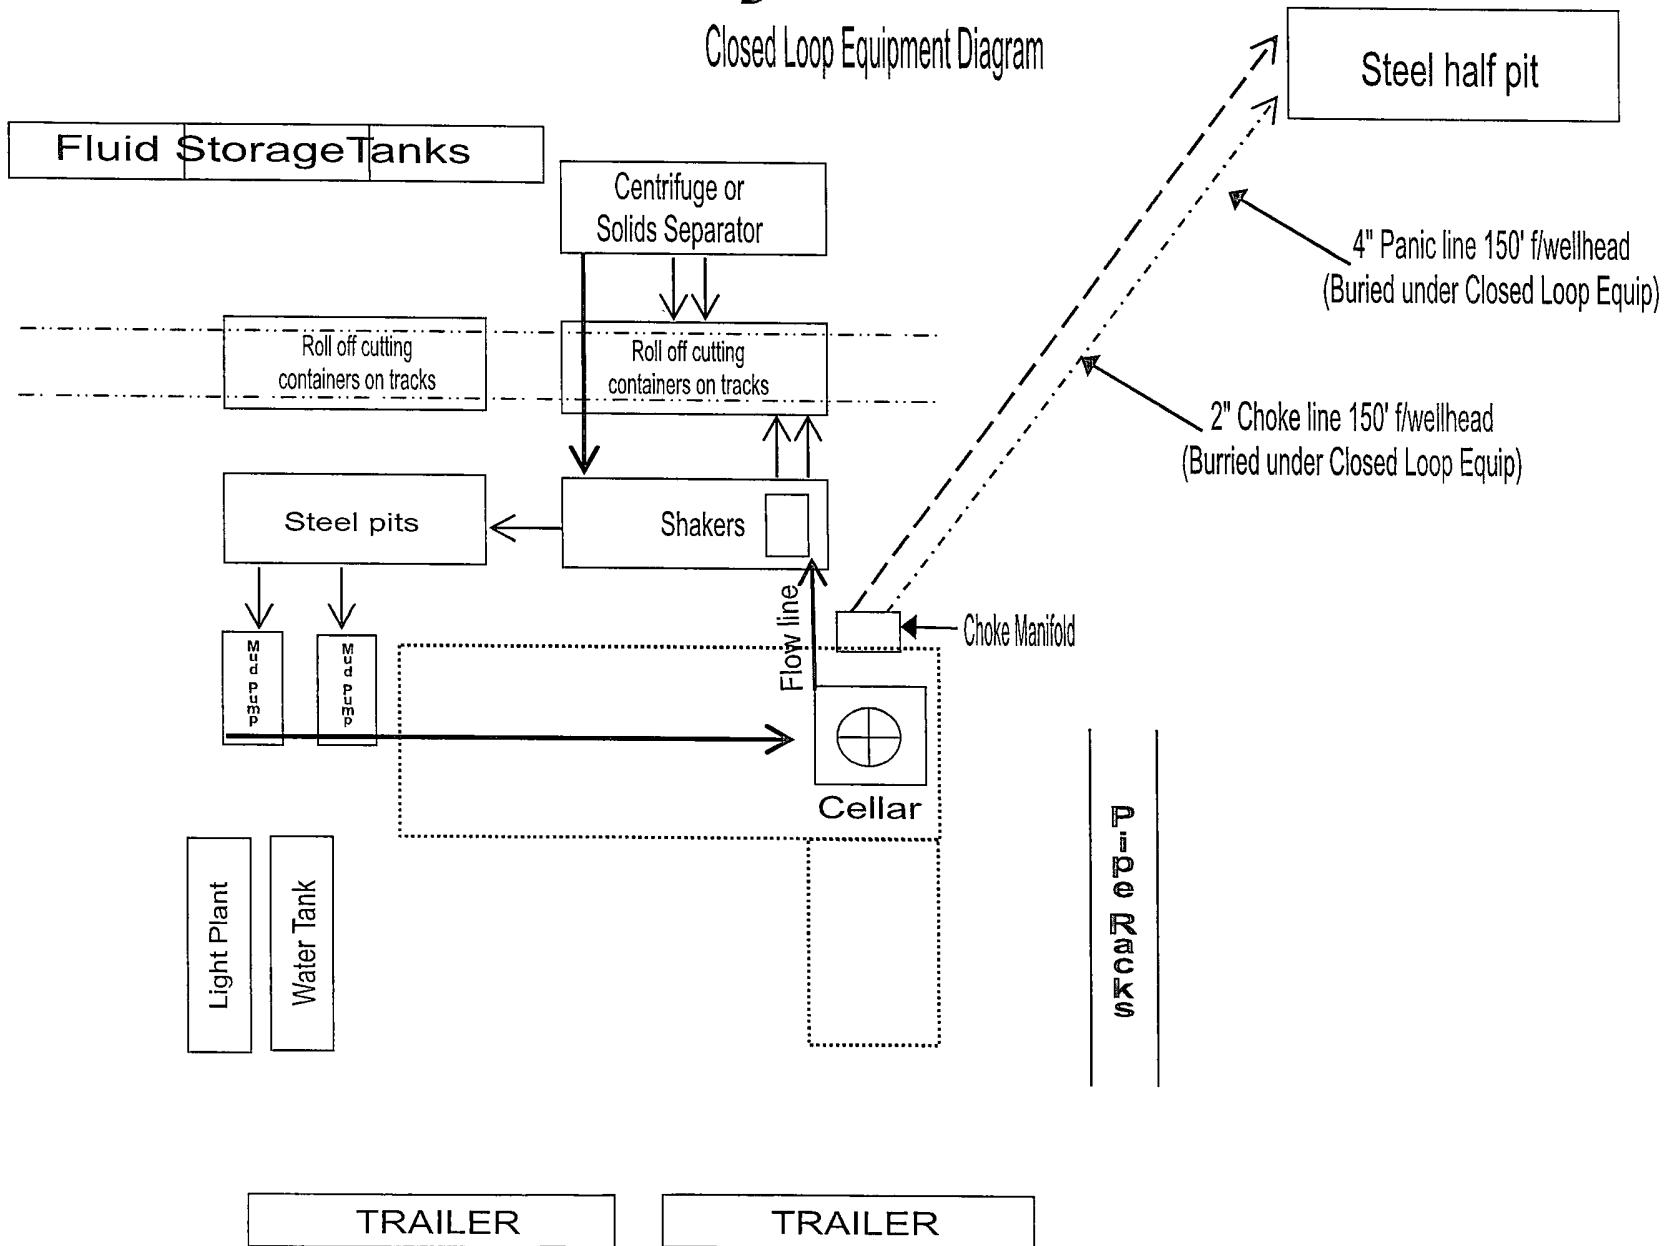 Closed Loop Equipment Diagram
Steel half pit
Fluid StorageTanks
Centrifuge or
Solids Separator
4" Panic line 150' f/wellhead
(Buried under Closed Loop Equip)
Roll off cutting
containers on tracks
Roll off cutting
containers on tracks
2" Choke line 150' f/wellhead
(Burried under Closed Loop Equip)
Steel pits
Shakers
Flow line
Choke Manifold
Mud Pump
Mud Pump
Cellar
Pipe Racks
Light Plant
Water Tank
TRAILER
TRAILER